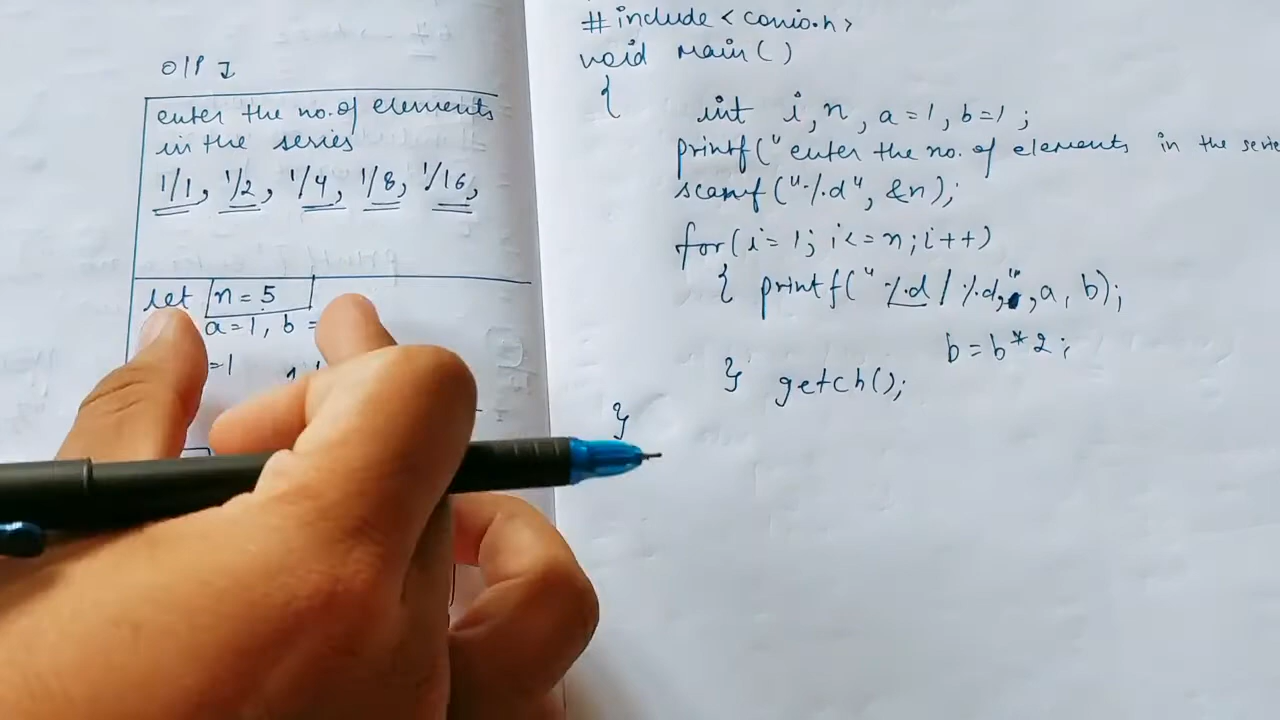 O/P ↴
enter the no. of elements
in the series
1/1, 1/2, 1/4, 1/8, 1/16,
let n = 5
a=1, b =
=1
# include < conio.h >
void main( )
{
int i, n, a = 1, b = 1 ;
printf (" enter the no. of elements in the serie
scanf ("%d", &n);
for (i = 1; i <= n; i++)
{ printf (" %d / %d,", a, b);
b = b * 2 ;
} getch();
}